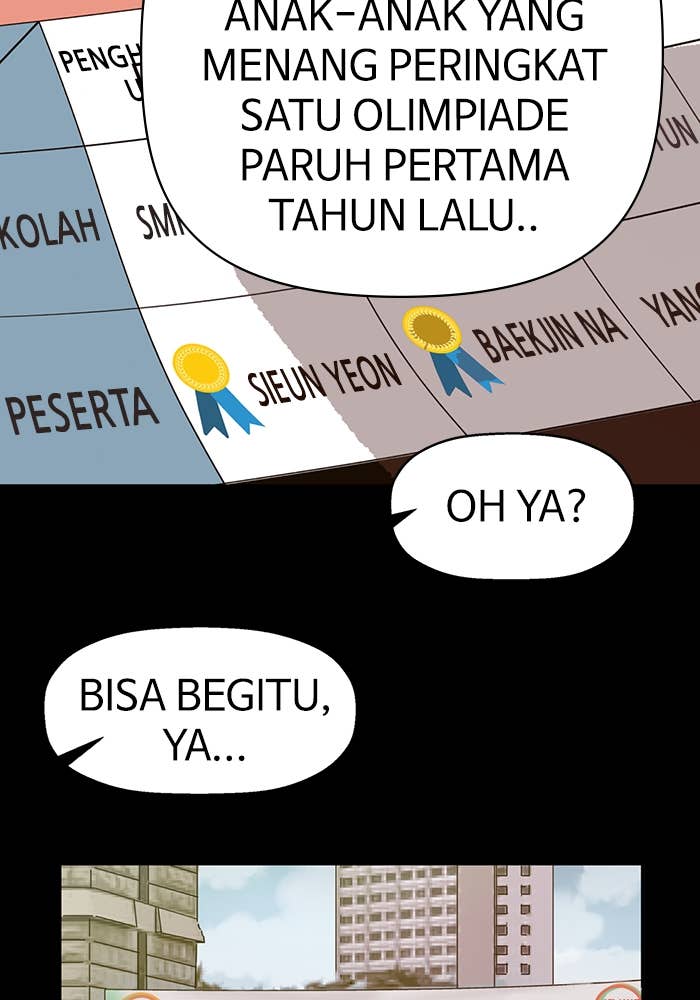 ANAK-ANAK YANG
MENANG PERINGKAT
SATU OLIMPIADE
PARUH PERTAMA
TAHUN LALU..
PESERTA
SIEUN YEON
BAEKJIN NA
OH YA?
BISA BEGITU,
YA...